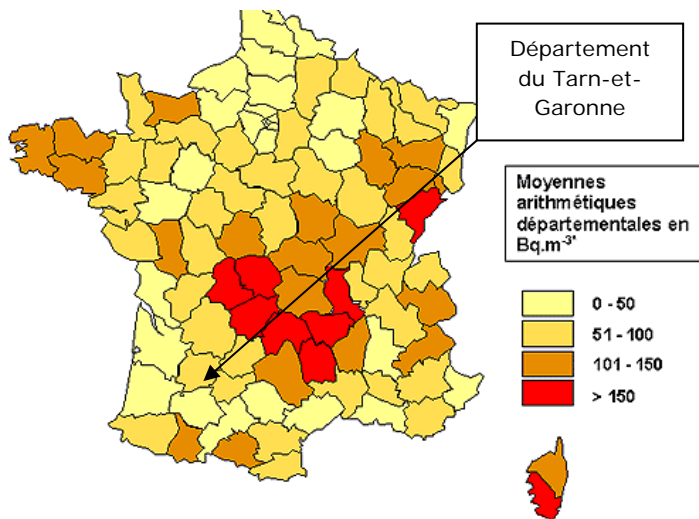 Département
du Tarn-et-
Garonne
Moyennes
arithmétiques
départementales en
Bq.m-3*
0 - 50
51 - 100
101 - 150
> 150